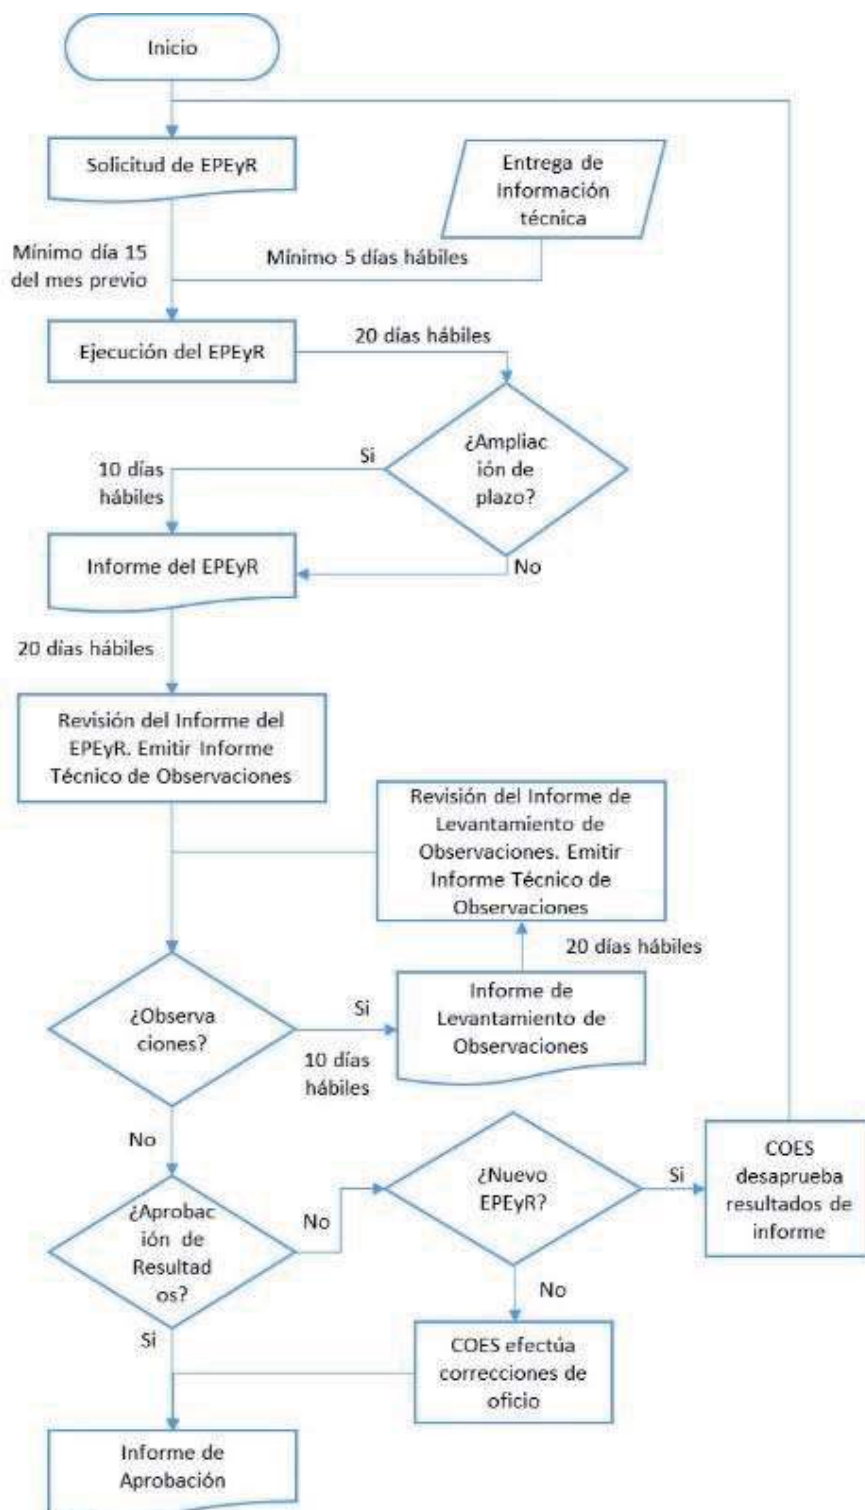 Inicio
Solicitud de EPEyR
Entrega de
Información
técnica
Mínimo día 15
del mes previo
Mínimo 5 días hábiles
Ejecución del EPEyR
20 días hábiles
¿Ampliac
ión de
plazo?
Si
10 días
hábiles
No
Informe del EPEyR
20 días hábiles
Revisión del Informe del
EPEyR. Emitir Informe
Técnico de Observaciones
Revisión del Informe de
Levantamiento de
Observaciones. Emitir
Informe Técnico de
Observaciones
20 días hábiles
¿Observa
ciones?
Si
10 días
hábiles
Informe de
Levantamiento de
Observaciones
No
¿Aprobac
ión de
Resultad
os?
No
¿Nuevo
EPEyR?
Si
COES
desaprueba
resultados de
informe
No
COES efectúa
correcciones de
oficio
Si
Informe de
Aprobación